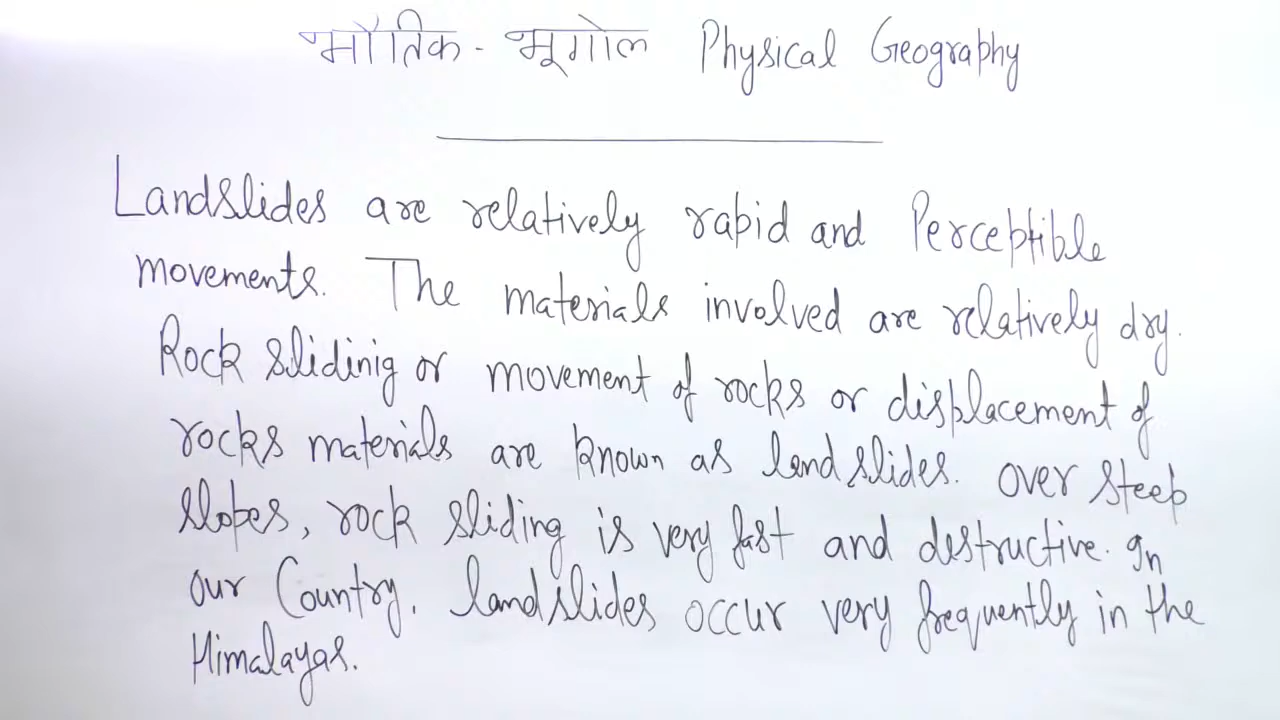 भौतिक - भूगोल Physical Geography
Landslides are relatively rapid and Perceptible
movements. The materials involved are relatively dry.
Rock slidinig or movement of rocks or displacement of
rocks materials are known as lendslides. Over steep
slopes, rock sliding is very fast and destructive. In
our Country. landslides occur very frequently in the
Himalayas.